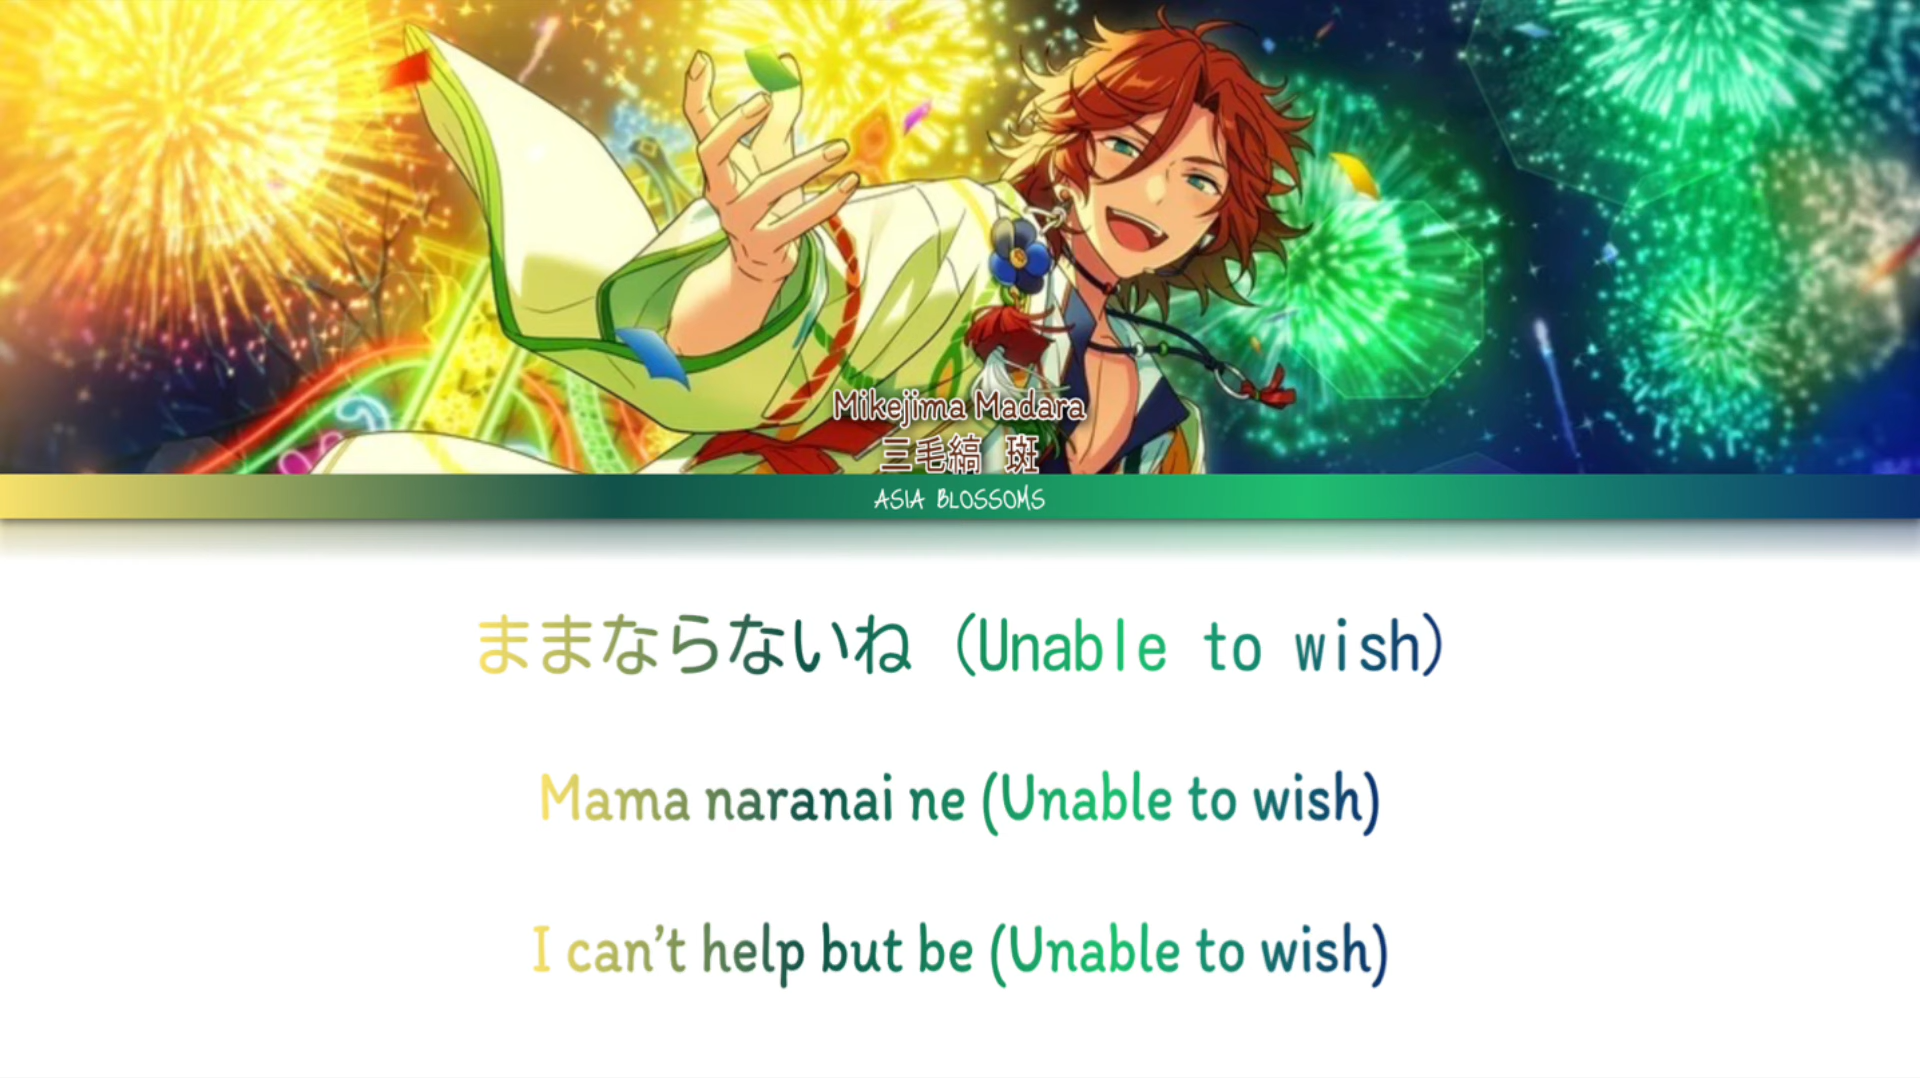 Mikejima Madara
三毛縞 斑
ASIA BLOSSOMS
ままならないね (Unable to wish)
Mama naranai ne (Unable to wish)
I can't help but be (Unable to wish)